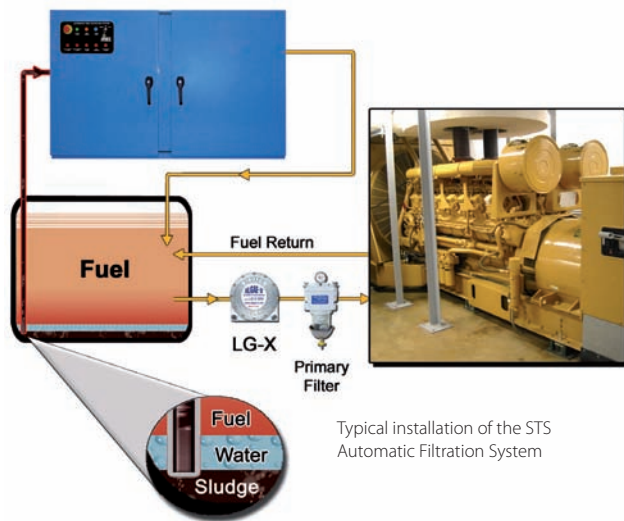 Fuel
Fuel Return
LG-X
Primary
Filter
Fuel
Water
Sludge
Typical installation of the STS
Automatic Filtration System